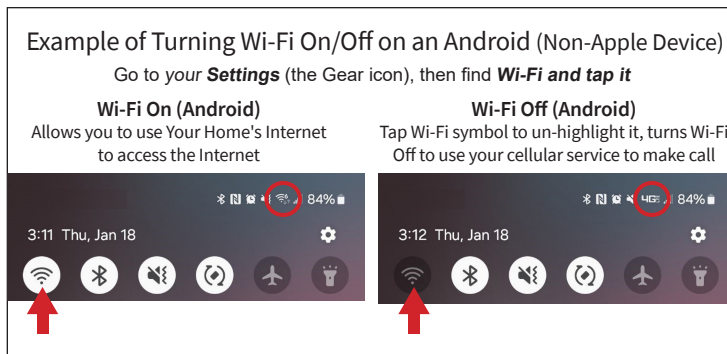 Example of Turning Wi-Fi On/Off on an Android (Non-Apple Device)
Go to your Settings (the Gear icon), then find Wi-Fi and tap it
Wi-Fi On (Android)
Allows you to use Your Home's Internet
to access the Internet
84%
3:11 Thu, Jan 18
Wi-Fi Off (Android)
Tap Wi-Fi symbol to un-highlight it, turns Wi-Fi
Off to use your cellular service to make call
4G 84%
3:12 Thu, Jan 18